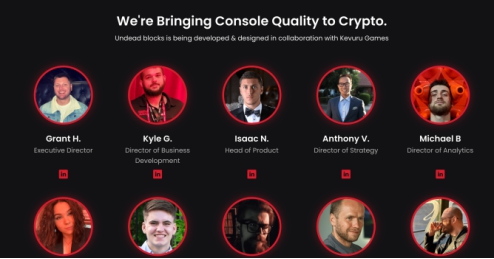 We're Bringing Console Quality to Crypto.
Undead blocks is being developed & designed in collaboration with Kevuru Games
Grant H.
Executive Director
Kyle G.
Director of Business
Development
Isaac N.
Head of Product
Anthony V.
Director of Strategy
Michael B
Director of Analytics
in
in
in
in
in